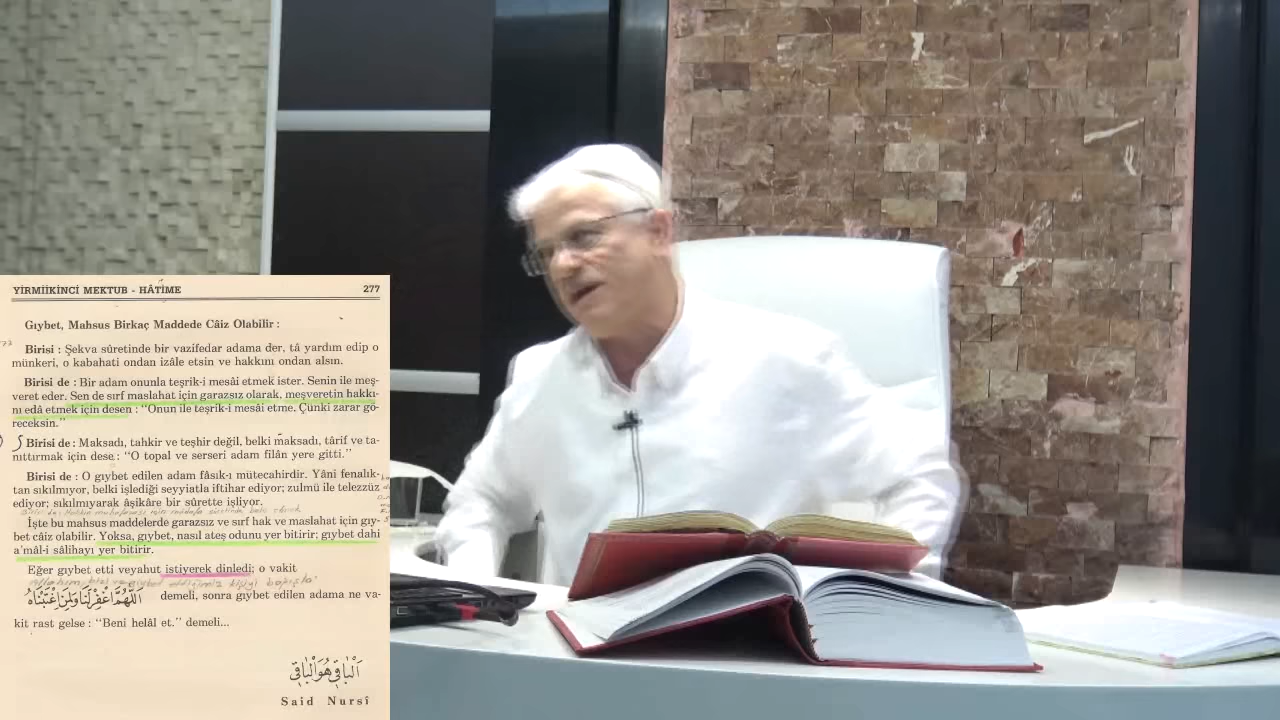 YİRMİİKİNCİ MEKTUB - HÂTİME 277
Gıybet, Mahsus Birkaç Maddede Câiz Olabilir :
Birisi : Şekva sûretinde bir vazîfedar adama der, tâ yardım edip o
münkeri, o kabahati ondan izâle etsin ve hakkını ondan alsın.
Birisi de : Bir adam onunla teşrik-i mesâi etmek ister. Senin ile meş-
veret eder. Sen de sırf maslahat için garazsız olarak, meşveretin hakkı-
nı edâ etmek için desen : "Onun ile teşrik-i mesâi etme. Çünki zarar gö-
receksin."
Birisi de : Maksadı, tahkir ve teşhir değil, belki maksadı, târif ve ta-
nıttırmak için dese : "O topal ve serseri adam filân yere gitti."
Birisi de : O gıybet edilen adam fâsık-ı mütecahirdir. Yâni fenalık-
tan sıkılmıyor, belki işlediği seyyiatla iftihar ediyor; zulmü ile telezzüz
ediyor; sıkılmıyarak âşikâre bir sûrette işliyor.
İşte bu mahsus maddelerde garazsız ve sırf hak ve maslahat için gıy-
bet câiz olabilir. Yoksa, gıybet, nasıl ateş odunu yer bitirir; gıybet dahi
a'mâl-i sâlihayı yer bitirir.
Eğer gıybet etti veyahut istiyerek dinledi; o vakit
اَللّٰهُمَّ اغْفِرْلَنَا وَلِمَنِ اغْتَبْنَاهُ demeli, sonra gıybet edilen adama ne va-
kit rast gelse : "Beni helâl et." demeli...
اَلْبَاقِى هُوَالْبَاقِى
Said Nursî